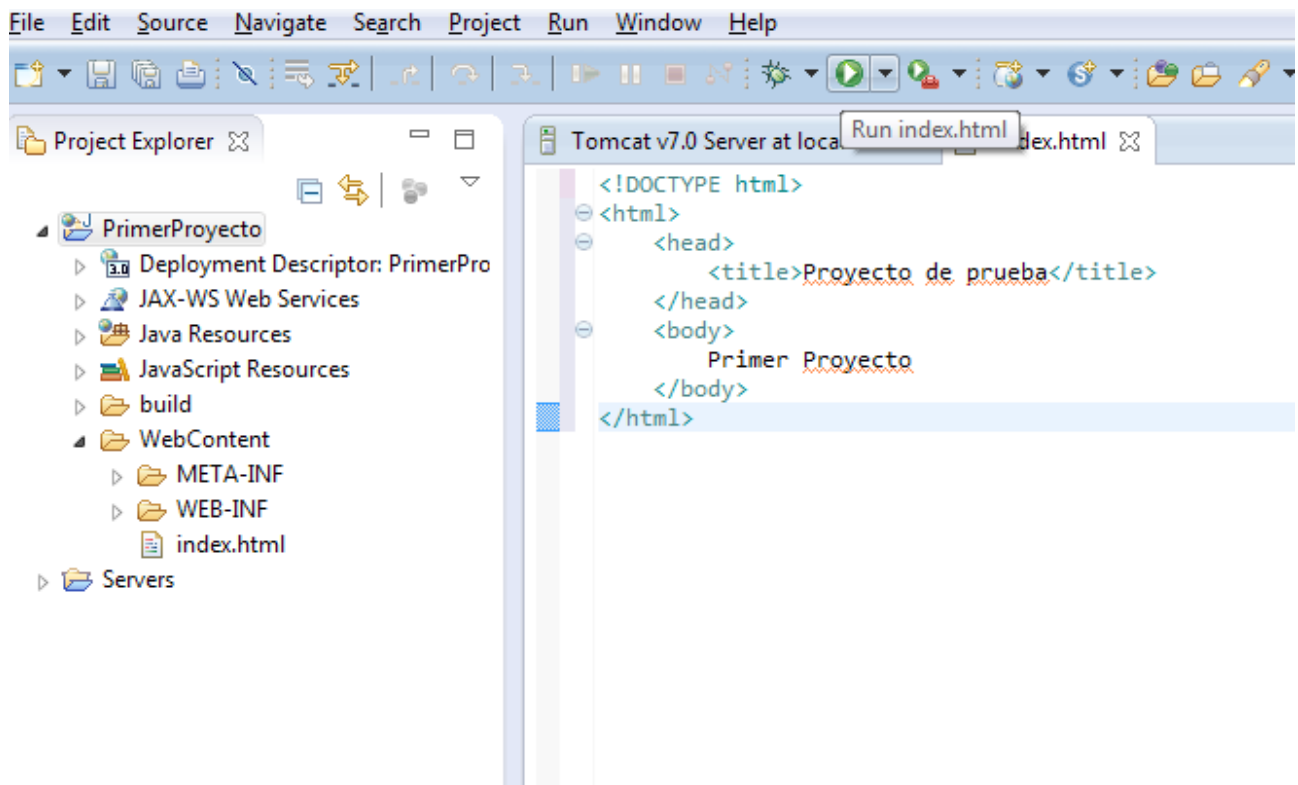 File Edit Source Navigate Search Project Run Window Help
Project Explorer
PrimerProyecto
3.0 Deployment Descriptor: PrimerPro
JAX-WS Web Services
Java Resources
JavaScript Resources
build
WebContent
META-INF
WEB-INF
index.html
Servers
Tomcat v7.0 Server at loca
Run index.html
dex.html
<!DOCTYPE html>
<html>
<head>
<title>Proyecto de prueba</title>
</head>
<body>
Primer Proyecto
</body>
</html>